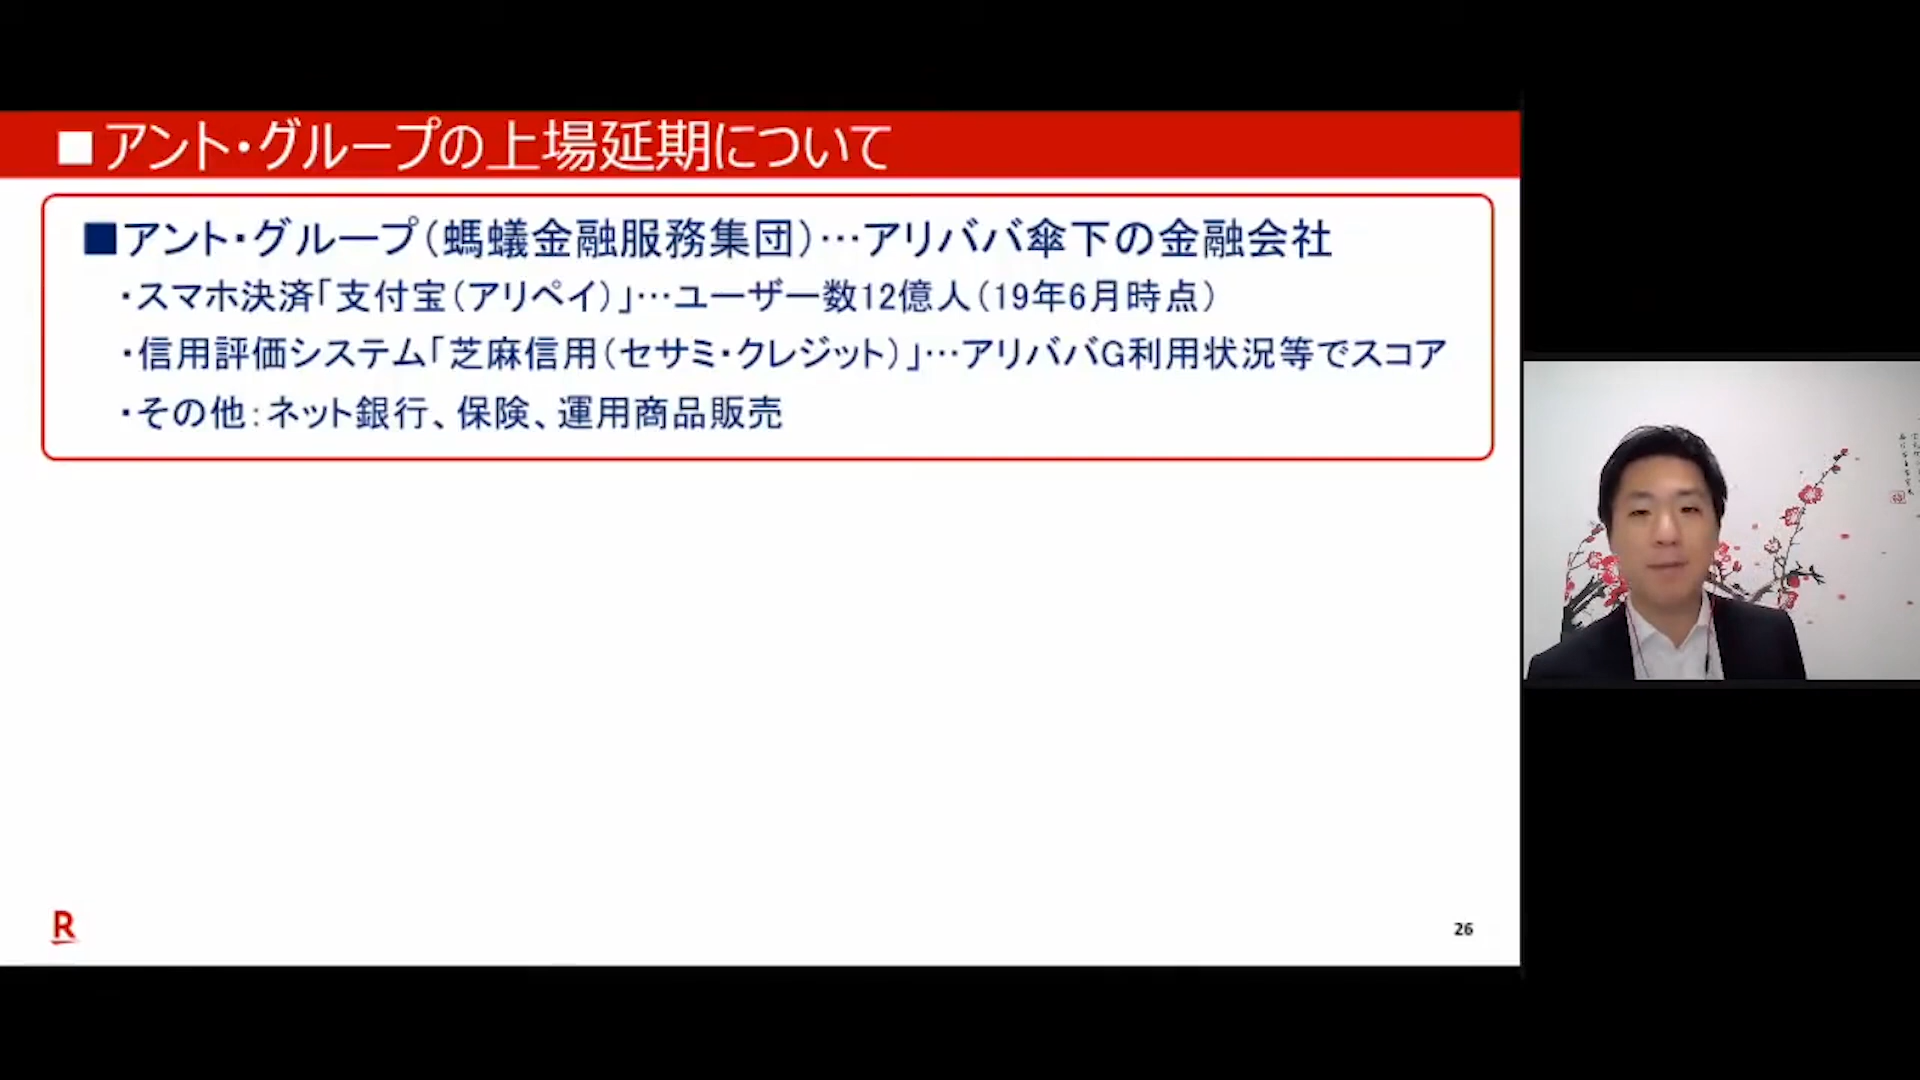 ■アント・グループの上場延期について
■アント・グループ（螞蟻金融服務集団）…アリババ傘下の金融会社
・スマホ決済「支付宝（アリペイ）」…ユーザー数12億人（19年6月時点）
・信用評価システム「芝麻信用（セサミ・クレジット）」…アリババG利用状況等でスコア
・その他：ネット銀行、保険、運用商品販売
R
26